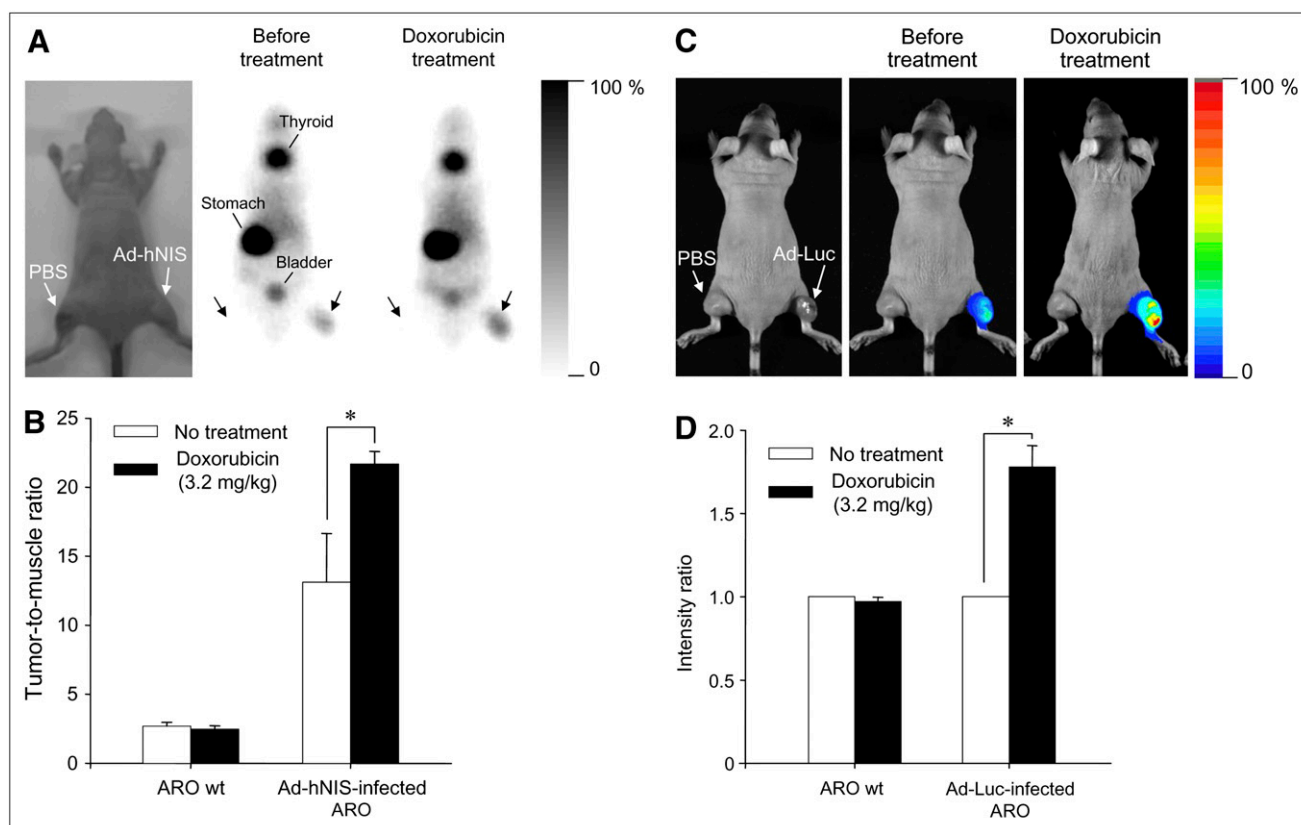 A
Before
treatment
Doxorubicin
treatment
100 %
Thyroid
Stomach
Ad-hNIS
PBS
Bladder
0
B
25
20
15
10
5
0
Tumor-to-muscle ratio
No treatment
Doxorubicin
(3.2 mg/kg)
*
ARO wt
Ad-hNIS-infected
ARO
C
Before
treatment
Doxorubicin
treatment
100 %
PBS
Ad-Luc
0
D
2.0
1.5
1.0
0.5
0
Intensity ratio
No treatment
Doxorubicin
(3.2 mg/kg)
*
ARO wt
Ad-Luc-infected
ARO